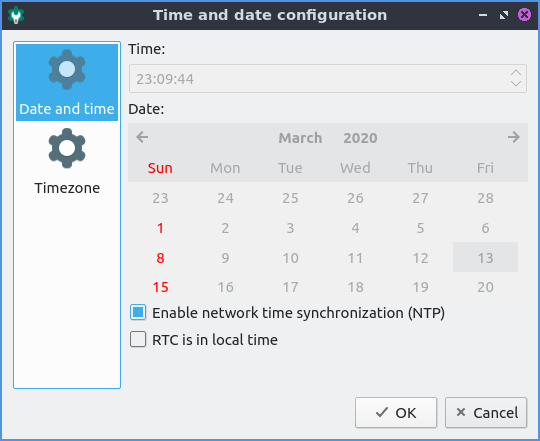 Time and date configuration
Date and time
Timezone
Time:
23:09:44
Date:
March 2020
Sun Mon Tue Wed Thu Fri
23 24 25 26 27 28
1 2 3 4 5 6
8 9 10 11 12 13
15 16 17 18 19 20
Enable network time synchronization (NTP)
RTC is in local time
OK Cancel